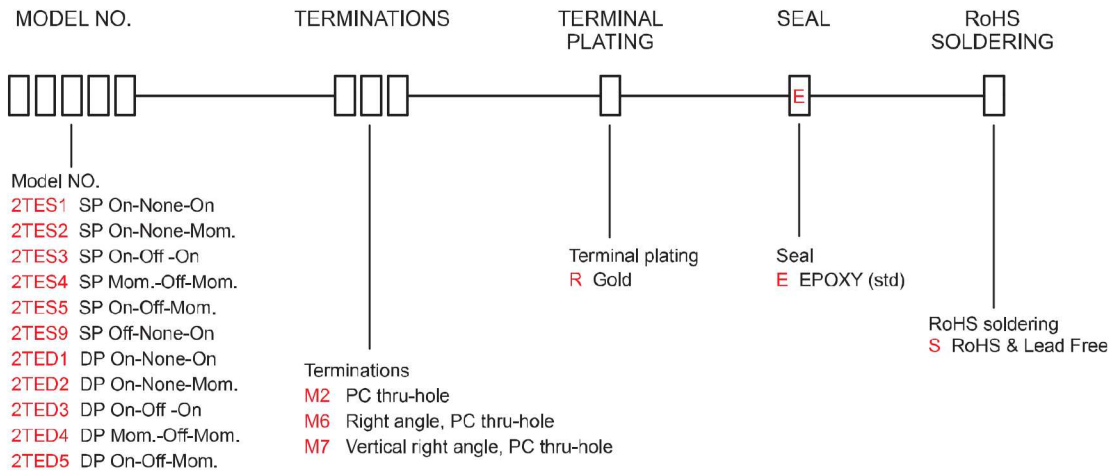 MODEL NO.
TERMINATIONS
TERMINAL
PLATING
SEAL
RoHS
SOLDERING
E
Model NO.
2TES1 SP On-None-On
2TES2 SP On-None-Mom.
2TES3 SP On-Off -On
2TES4 SP Mom.-Off-Mom.
2TES5 SP On-Off-Mom.
2TES9 SP Off-None-On
2TED1 DP On-None-On
2TED2 DP On-None-Mom.
2TED3 DP On-Off -On
2TED4 DP Mom.-Off-Mom.
2TED5 DP On-Off-Mom.
Terminations
M2 PC thru-hole
M6 Right angle, PC thru-hole
M7 Vertical right angle, PC thru-hole
Terminal plating
R Gold
Seal
E EPOXY (std)
RoHS soldering
S RoHS & Lead Free